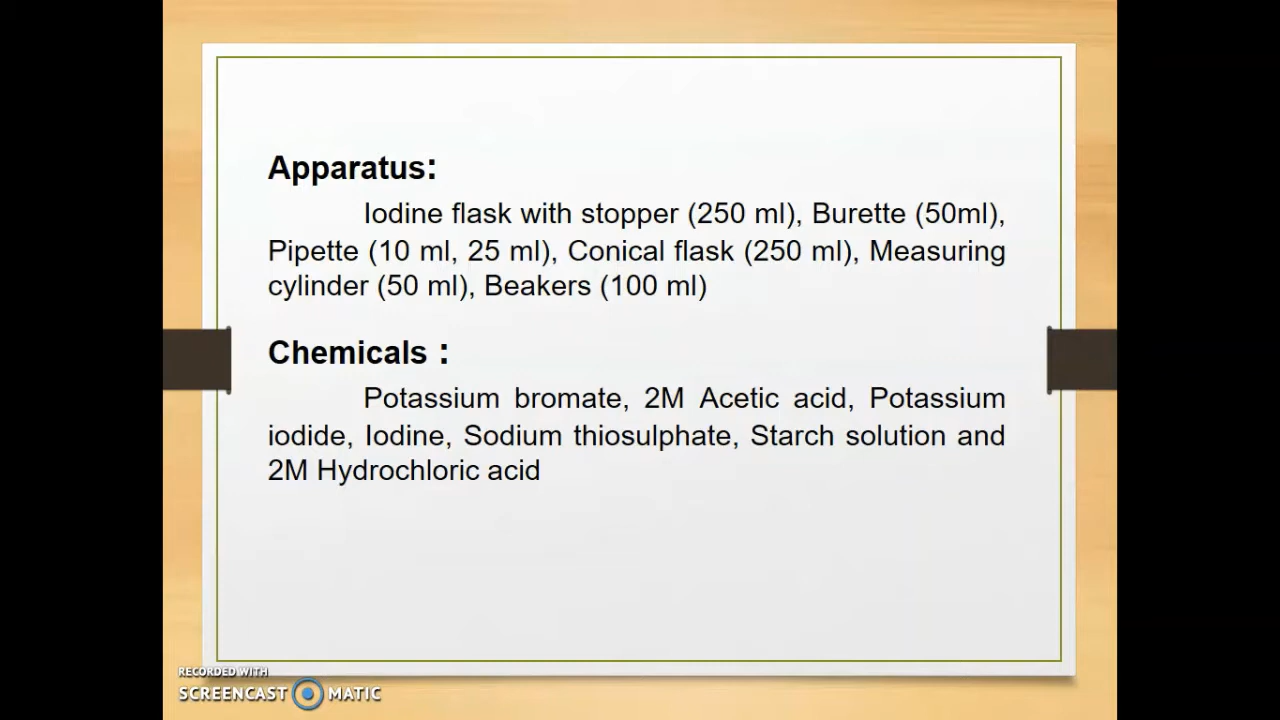 Apparatus:
Iodine flask with stopper (250 ml), Burette (50ml),
Pipette (10 ml, 25 ml), Conical flask (250 ml), Measuring
cylinder (50 ml), Beakers (100 ml)
Chemicals :
Potassium bromate, 2M Acetic acid, Potassium
iodide, Iodine, Sodium thiosulphate, Starch solution and
2M Hydrochloric acid
RECORDED WITH
SCREENCAST MATIC